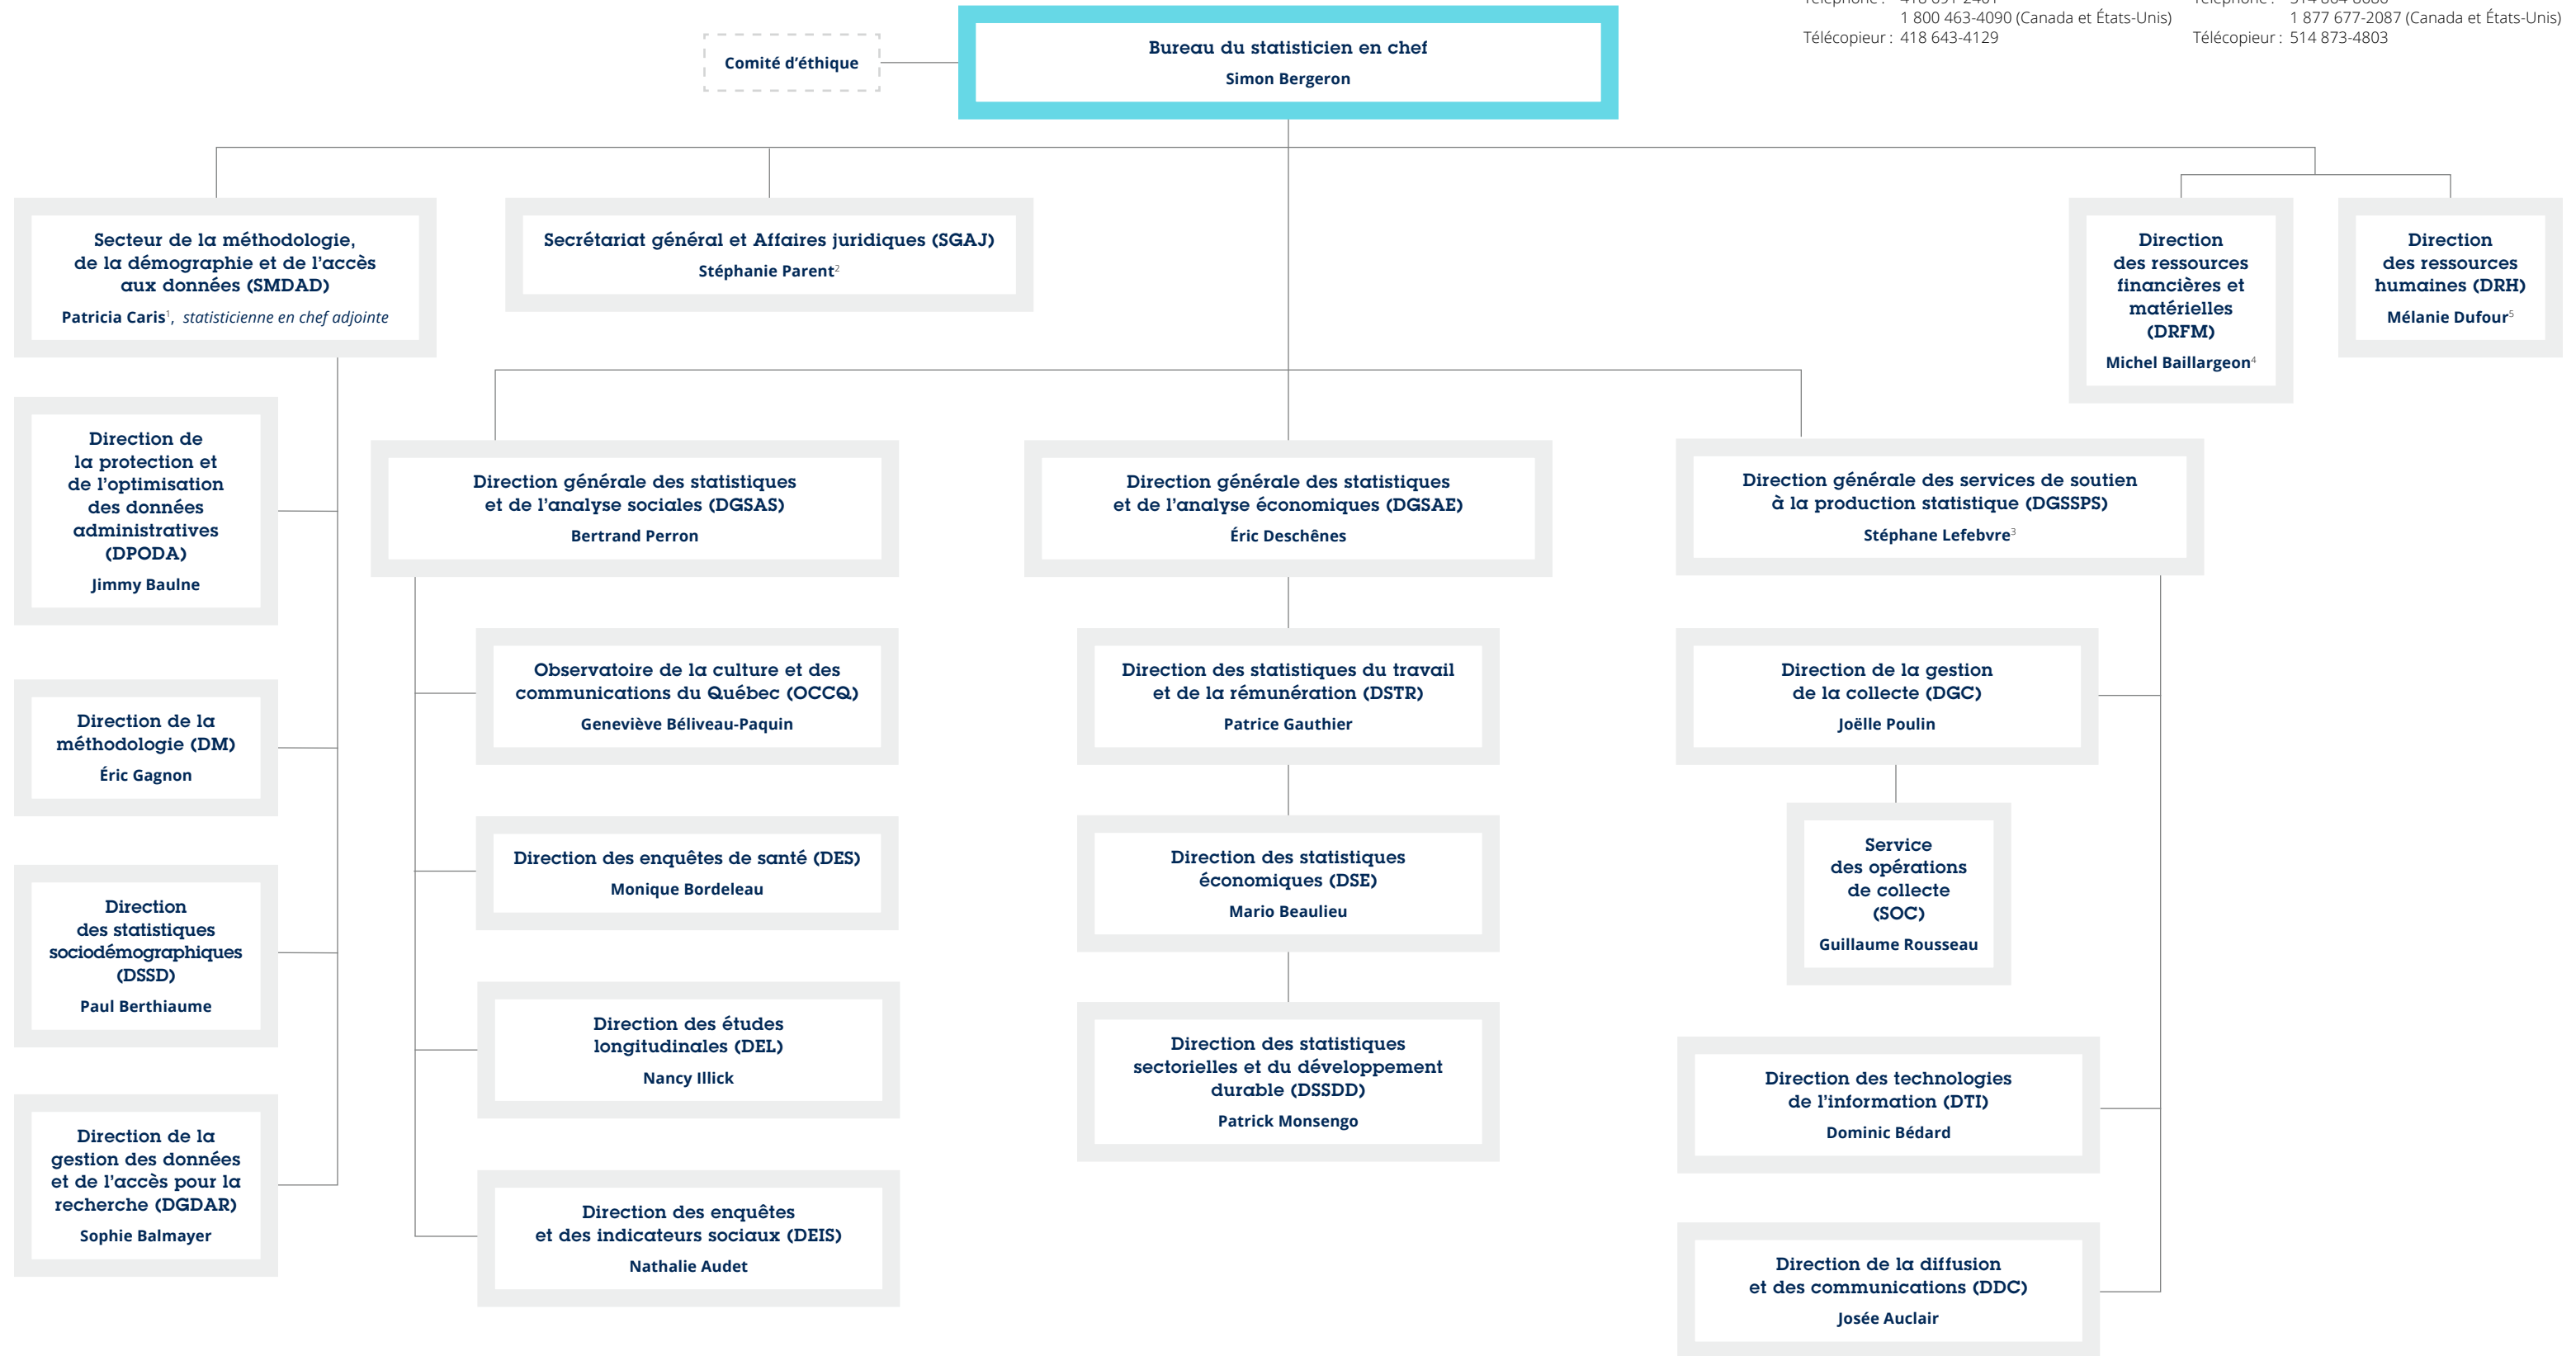 Téléphone : 418 691-2401
1 800 463-4090 (Canada et États-Unis)
Télécopieur : 418 643-4129
Téléphone :
1 877 677-2087 (Canada et États-Unis)
Télécopieur : 514 873-4803
Comité d’éthique
Bureau du statisticien en chef
Simon Bergeron
Secteur de la méthodologie,
de la démographie et de l’accès
aux données (SMDAD)
Patricia Caris¹, statisticienne en chef adjointe
Secrétariat général et Affaires juridiques (SGAJ)
Stéphanie Parent²
Direction
des ressources
financières et
matérielles
(DRFM)
Michel Baillargeon⁴
Direction
des ressources
humaines (DRH)
Mélanie Dufour⁵
Direction de
la protection et
de l’optimisation
des données
administratives
(DPODA)
Jimmy Baulne
Direction de la
méthodologie (DM)
Éric Gagnon
Direction
des statistiques
sociodémographiques
(DSSD)
Paul Berthiaume
Direction de la
gestion des données
et de l’accès pour la
recherche (DGDAR)
Sophie Balmayer
Direction générale des statistiques
et de l’analyse sociales (DGSAS)
Bertrand Perron
Observatoire de la culture et des
communications du Québec (OCCQ)
Geneviève Béliveau-Paquin
Direction des enquêtes de santé (DES)
Monique Bordeleau
Direction des études
longitudinales (DEL)
Nancy Illick
Direction des enquêtes
et des indicateurs sociaux (DEIS)
Nathalie Audet
Direction générale des statistiques
et de l’analyse économiques (DGSAE)
Éric Deschênes
Direction des statistiques du travail
et de la rémunération (DSTR)
Patrice Gauthier
Direction des statistiques
économiques (DSE)
Mario Beaulieu
Direction des statistiques
sectorielles et du développement
durable (DSSDD)
Patrick Monsengo
Direction générale des services de soutien
à la production statistique (DGSSPS)
Stéphane Lefebvre³
Direction de la gestion
de la collecte (DGC)
Joëlle Poulin
Service
des opérations
de collecte
(SOC)
Guillaume Rousseau
Direction des technologies
de l’information (DTI)
Dominic Bédard
Direction de la diffusion
et des communications (DDC)
Josée Auclair